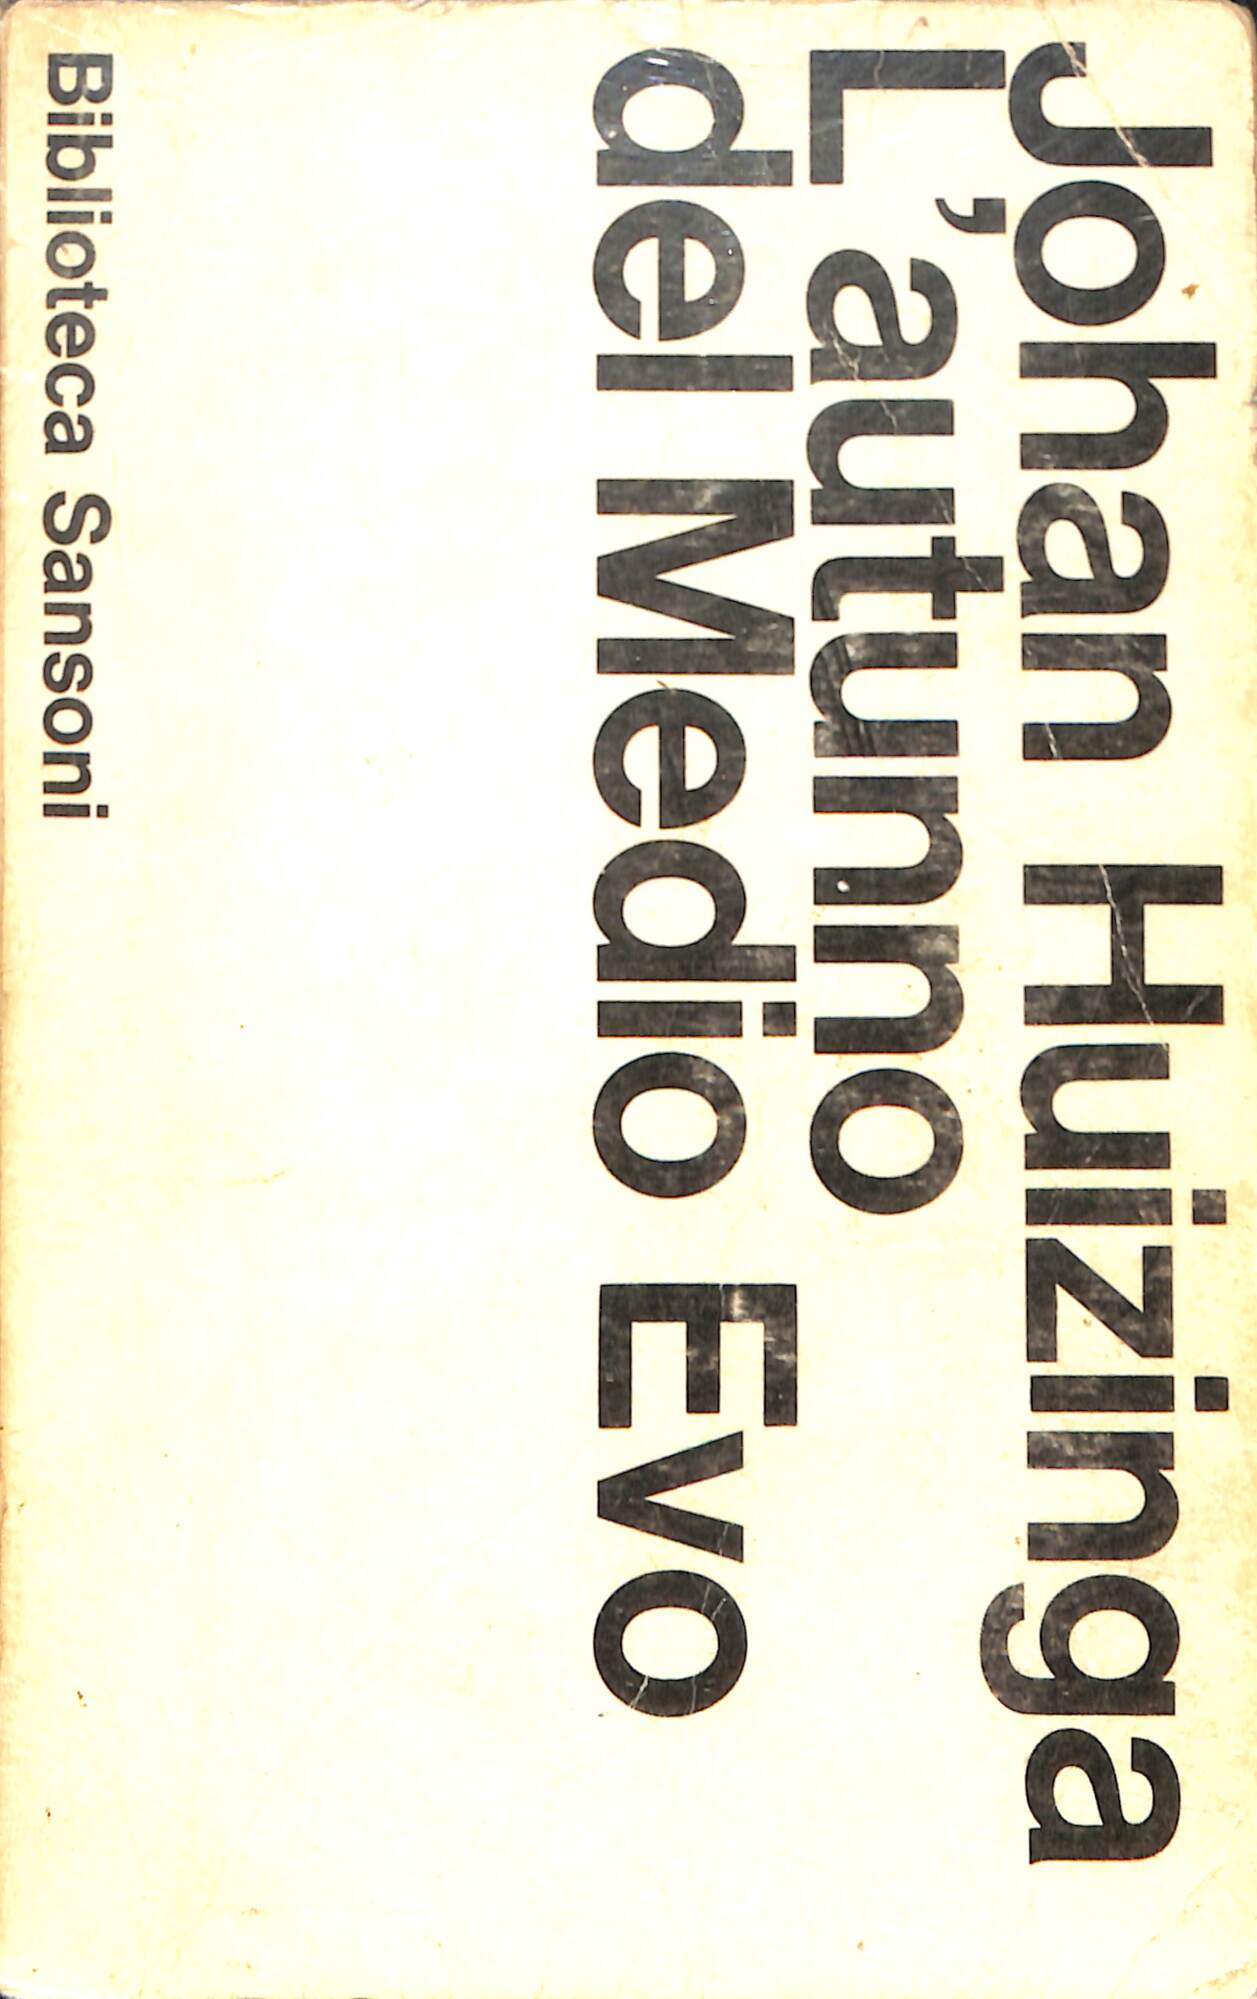 Johan Huizinga
L'autunno
del Medio Evo
Biblioteca Sansoni